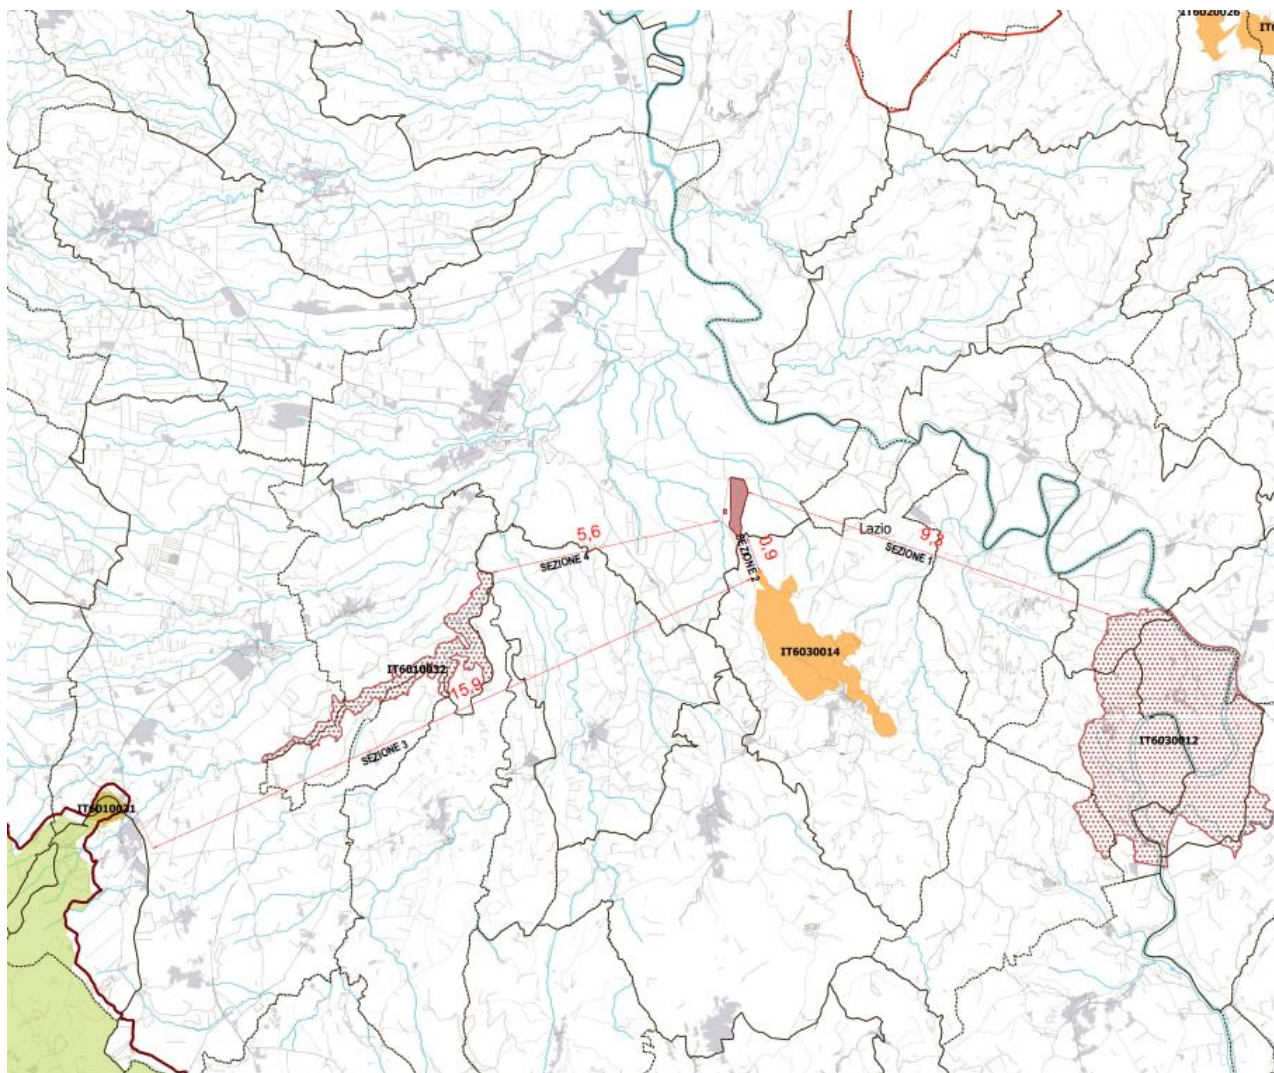 IT6020026
5,6
Lazio
9,3
SEZIONE 4
SEZIONE 2
0,9
SEZIONE 1
IT6030014
IT6010032
15,9
IT6030012
SEZIONE 3